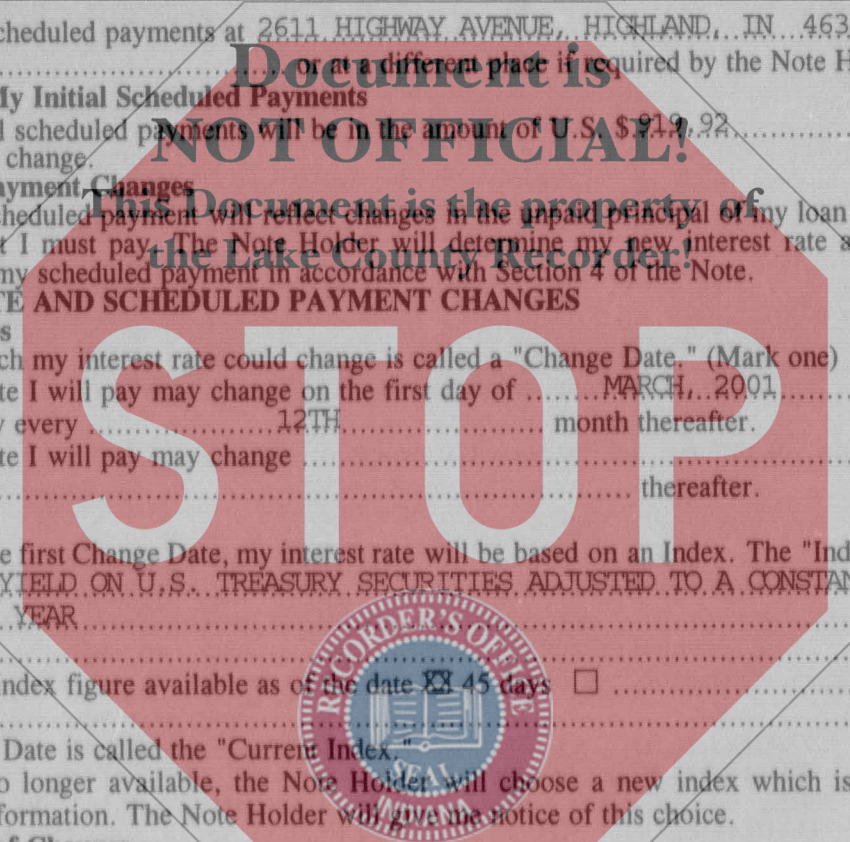 cheduled payments at 2611 HIGHWAY AVENUE, HIGHLAND, IN 463
Document is
or at a different place if required by the Note H
My Initial Scheduled Payments
l scheduled payments will be in the amount of U.S. $.919.92
NOT OFFICIAL!
change.
ayment Changes
This Document is the property of
cheduled payment will reflect changes in the unpaid principal of my loan
t I must pay. The Note Holder will determine my new interest rate a
the Lake County Recorder!
my scheduled payment in accordance with Section 4 of the Note.
TE AND SCHEDULED PAYMENT CHANGES
s
ch my interest rate could change is called a "Change Date." (Mark one)
te I will pay may change on the first day of MARCH, 2001
y every 12TH month thereafter.
te I will pay may change
thereafter.
STOP
e first Change Date, my interest rate will be based on an Index. The "Ind
YIELD ON U.S. TREASURY SECURITIES ADJUSTED TO A CONSTAN
YEAR
RECORDER'S OFFICE
ndex figure available as of the date XX 45 days ☐
Date is called the "Current Index."
o longer available, the Note Holder will choose a new index which is
SEAL
formation. The Note Holder will give me notice of this choice.
INDIANA